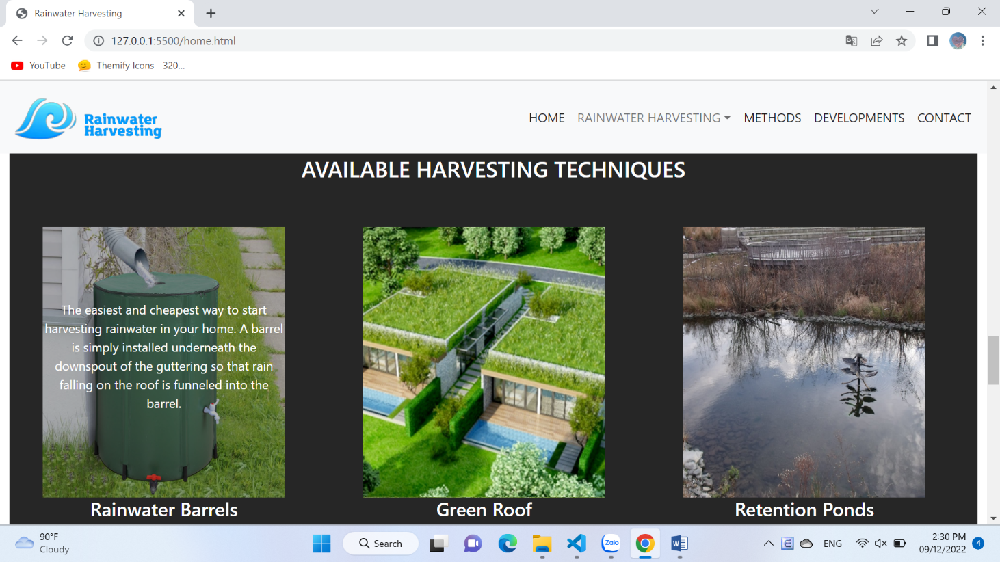 Rainwater Harvesting
127.0.0.1:5500/home.html
YouTube
Themify Icons - 320...
Rainwater
Harvesting
HOME
RAINWATER HARVESTING
METHODS
DEVELOPMENTS
CONTACT
AVAILABLE HARVESTING TECHNIQUES
The easiest and cheapest way to start
harvesting rainwater in your home. A barrel
is simply installed underneath the
downspout of the guttering so that rain
falling on the roof is funneled into the
barrel.
Rainwater Barrels
Green Roof
Retention Ponds
90°F
Cloudy
Search
Zalo
ENG
2:30 PM
09/12/2022
4